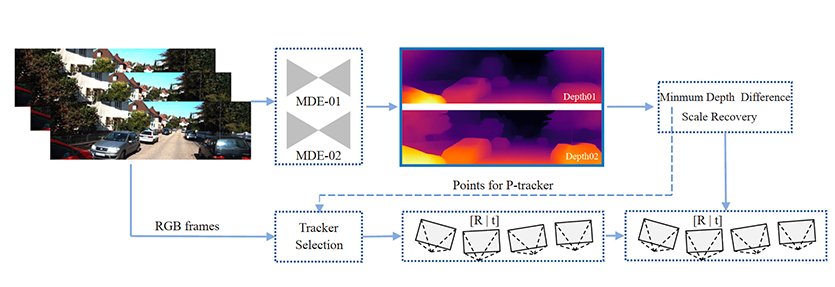 MDE-01
MDE-02
Depth01
Depth02
Minmum Depth Difference
Scale Recovery
Points for P-tracker
RGB frames
Tracker
Selection
[R | t]
[R | t]